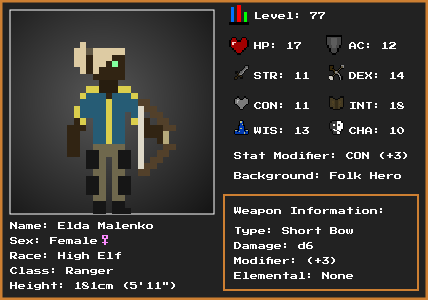 Level: 77
HP: 17 AC: 12
STR: 11 DEX: 14
CON: 11 INT: 18
WIS: 13 CHA: 10
Stat Modifier: CON (+3)
Background: Folk Hero
Name: Elda Malenko
Sex: Female♀
Race: High Elf
Class: Ranger
Height: 181cm (5'11")
Weapon Information:
Type: Short Bow
Damage: d6
Modifier: (+3)
Elemental: None